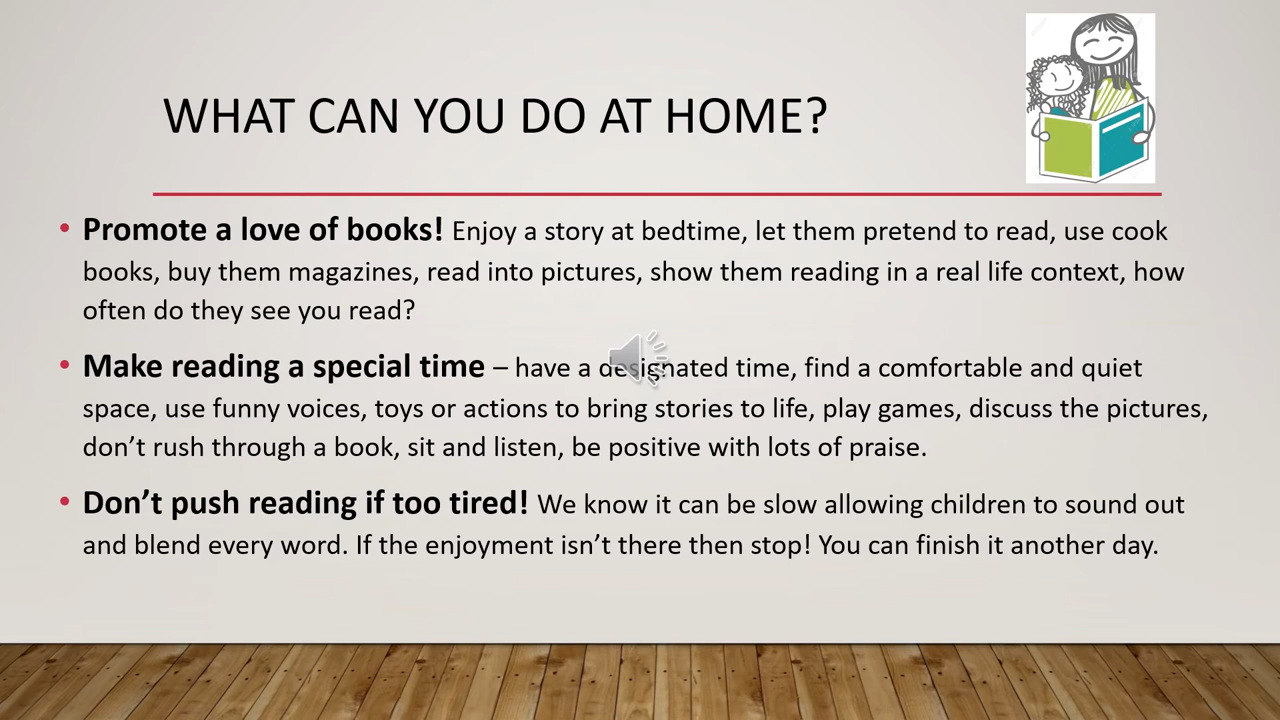 WHAT CAN YOU DO AT HOME?
• Promote a love of books! Enjoy a story at bedtime, let them pretend to read, use cook
books, buy them magazines, read into pictures, show them reading in a real life context, how
often do they see you read?
• Make reading a special time – have a designated time, find a comfortable and quiet
space, use funny voices, toys or actions to bring stories to life, play games, discuss the pictures,
don’t rush through a book, sit and listen, be positive with lots of praise.
• Don’t push reading if too tired! We know it can be slow allowing children to sound out
and blend every word. If the enjoyment isn’t there then stop! You can finish it another day.